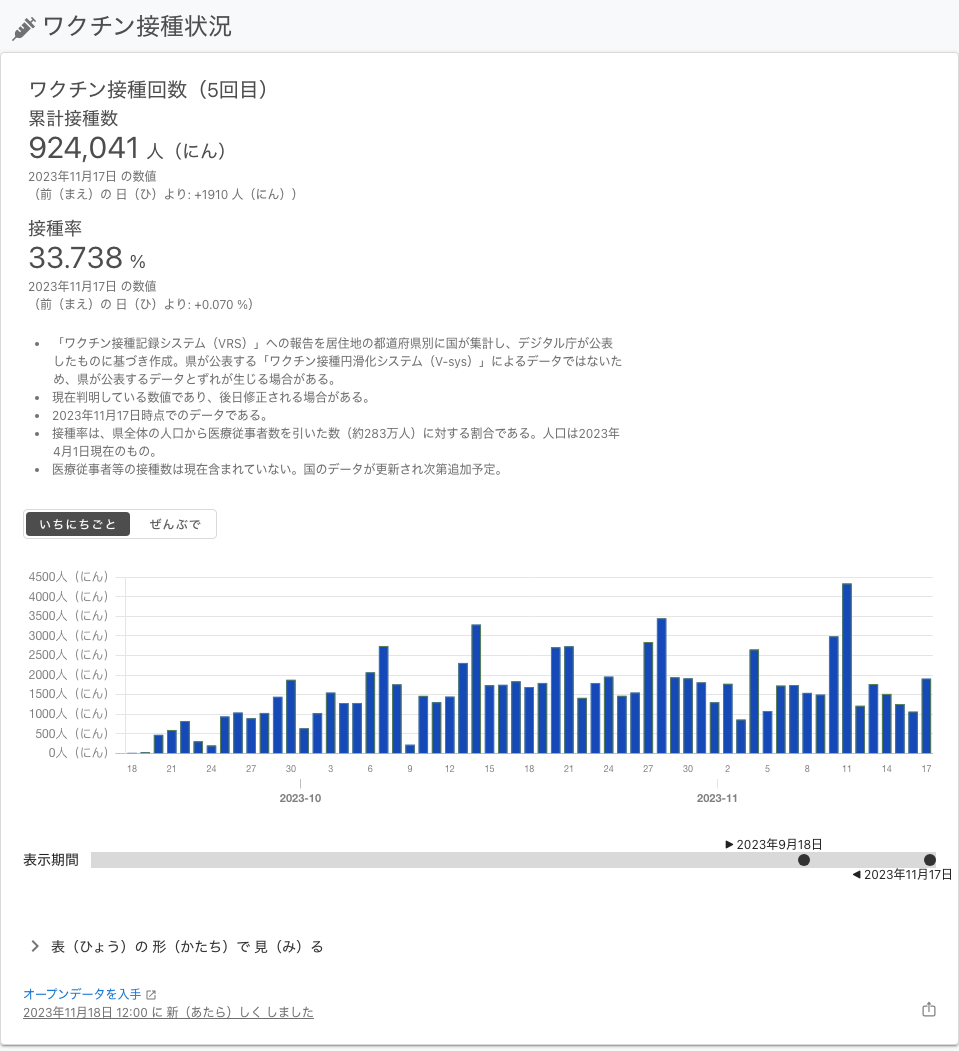 ワクチン接種状況
ワクチン接種回数（5回目）
累計接種数
924,041 人（にん）
2023年11月17日 の数値
（前（まえ）の 日（ひ）より: +1910 人（にん））
接種率
33.738 %
2023年11月17日 の数値
（前（まえ）の 日（ひ）より: +0.070 %）
• 「ワクチン接種記録システム（VRS）」への報告を居住地の都道府県別に国が集計し、デジタル庁が公表
したものに基づき作成。県が公表する「ワクチン接種円滑化システム（V-sys）」によるデータではないた
め、県が公表するデータとずれが生じる場合がある。
• 現在判明している数値であり、後日修正される場合がある。
• 2023年11月17日時点でのデータである。
• 接種率は、県全体の人口から医療従事者数を引いた数（約283万人）に対する割合である。人口は2023年
4月1日現在のもの。
• 医療従事者等の接種数は現在含まれていない。国のデータが更新され次第追加予定。
いちにちごと ぜんぶで
4500人（にん）
4000人（にん）
3500人（にん）
3000人（にん）
2500人（にん）
2000人（にん）
1500人（にん）
1000人（にん）
500人（にん）
0人（にん）
18 21 24 27 30 3 6 9 12 15 18 21 24 27 30 2 5 8 11 14 17
2023-10 2023-11
▶ 2023年9月18日
表示期間
◀ 2023年11月17日
表（ひょう）の 形（かたち）で 見（み）る
オープンデータを入手
2023年11月18日 12:00 に 新（あたら）しく しました